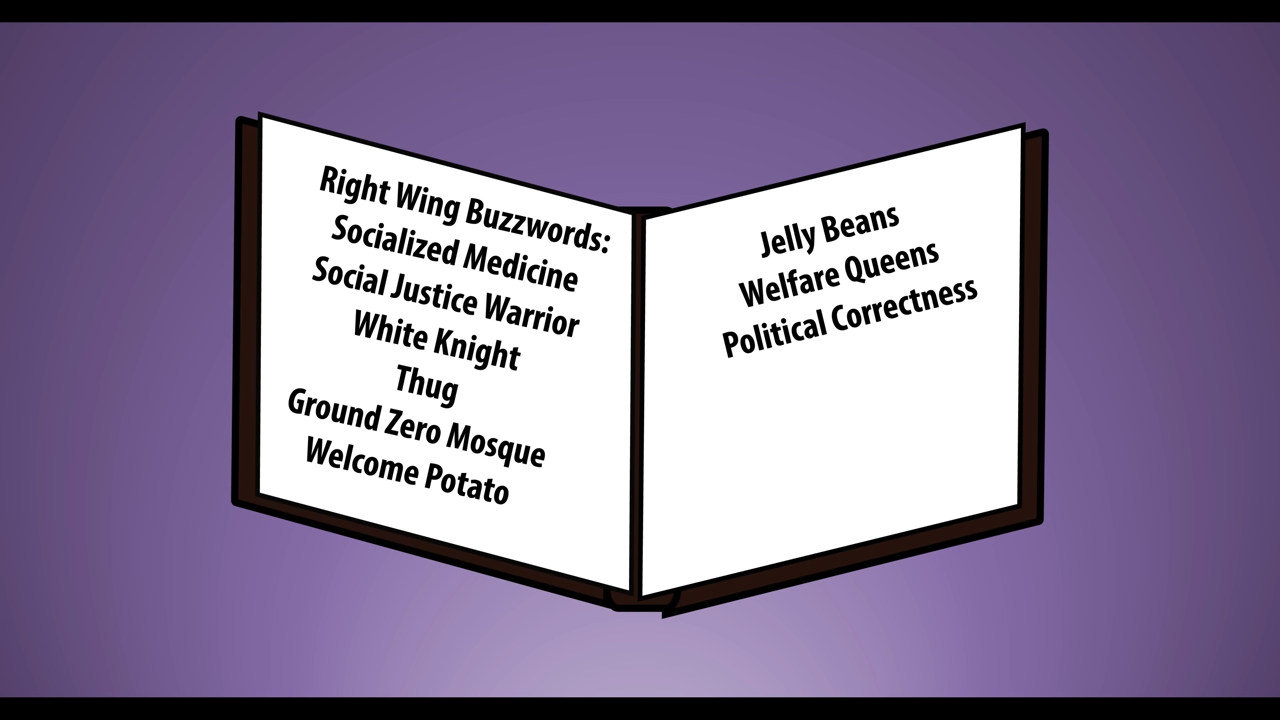 Right Wing Buzzwords:
Socialized Medicine
Social Justice Warrior
White Knight
Thug
Ground Zero Mosque
Welcome Potato
Jelly Beans
Welfare Queens
Political Correctness